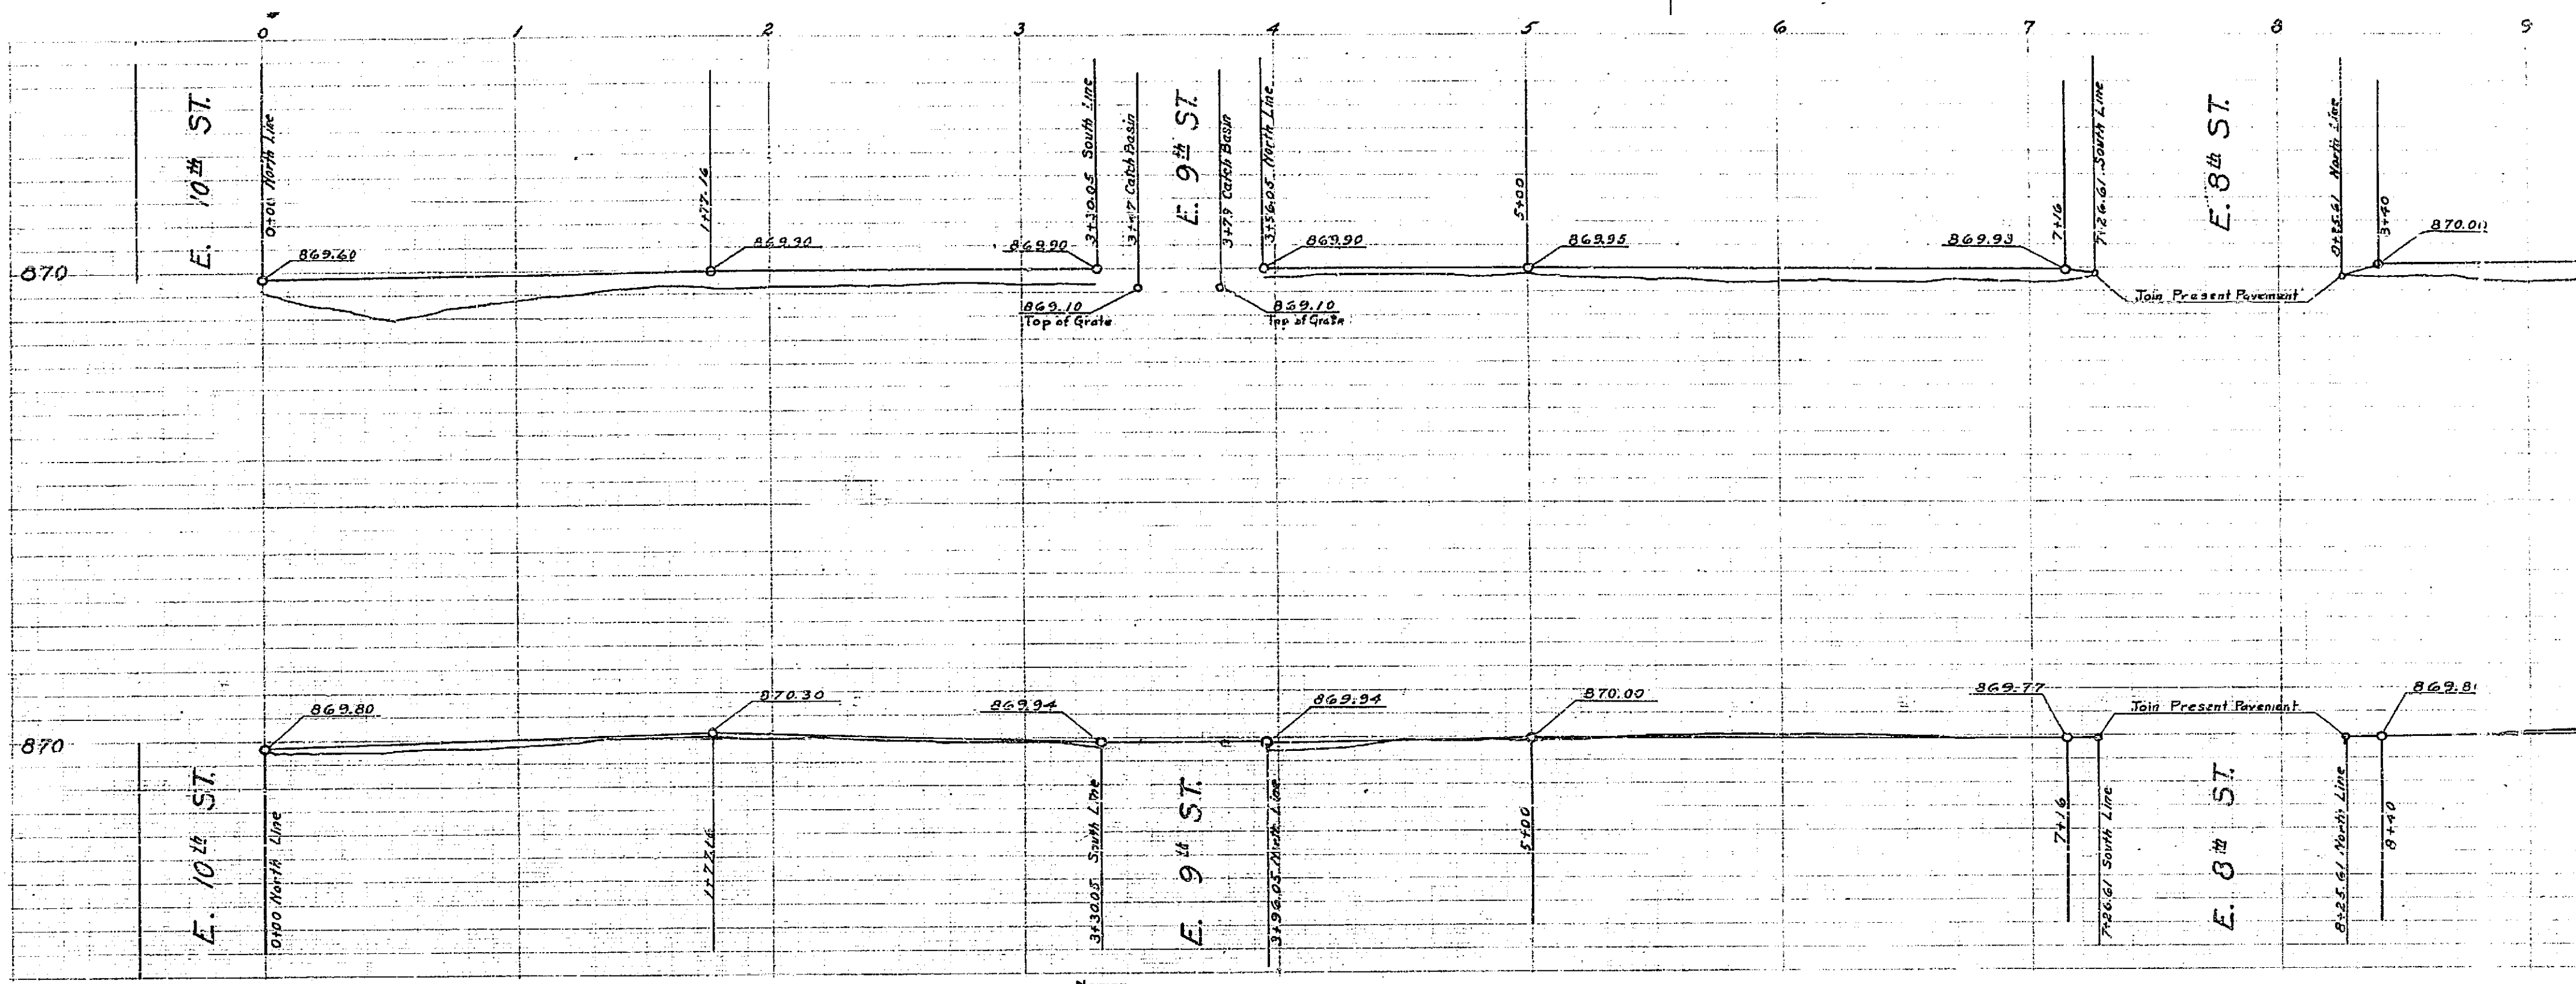 0 1 2 3 4 5 6 7 8 9
E. 10th ST.
0+00 North Line
1+77.16
3+30.05 South Line
3+47 Catch Basin
E. 9th ST.
3+79 Catch Basin
3+96.05 North Line
5+00
7+16
7+26.61 South Line
E. 8th ST.
8+25.61 North Line
8+40
870
869.60
869.90
869.90
869.10
Top of Grate
869.10
Top of Grate
869.90
869.95
869.93
Join Present Pavement
870.00
870
869.80
870.30
869.94
869.94
870.00
869.77
Join Present Pavement
869.81
E. 10th ST.
0+00 North Line
1+77.16
3+30.05 South Line
E. 9th ST.
3+96.05 North Line
5+00
7+16
7+26.61 South Line
E. 8th ST.
8+25.61 North Line
8+40